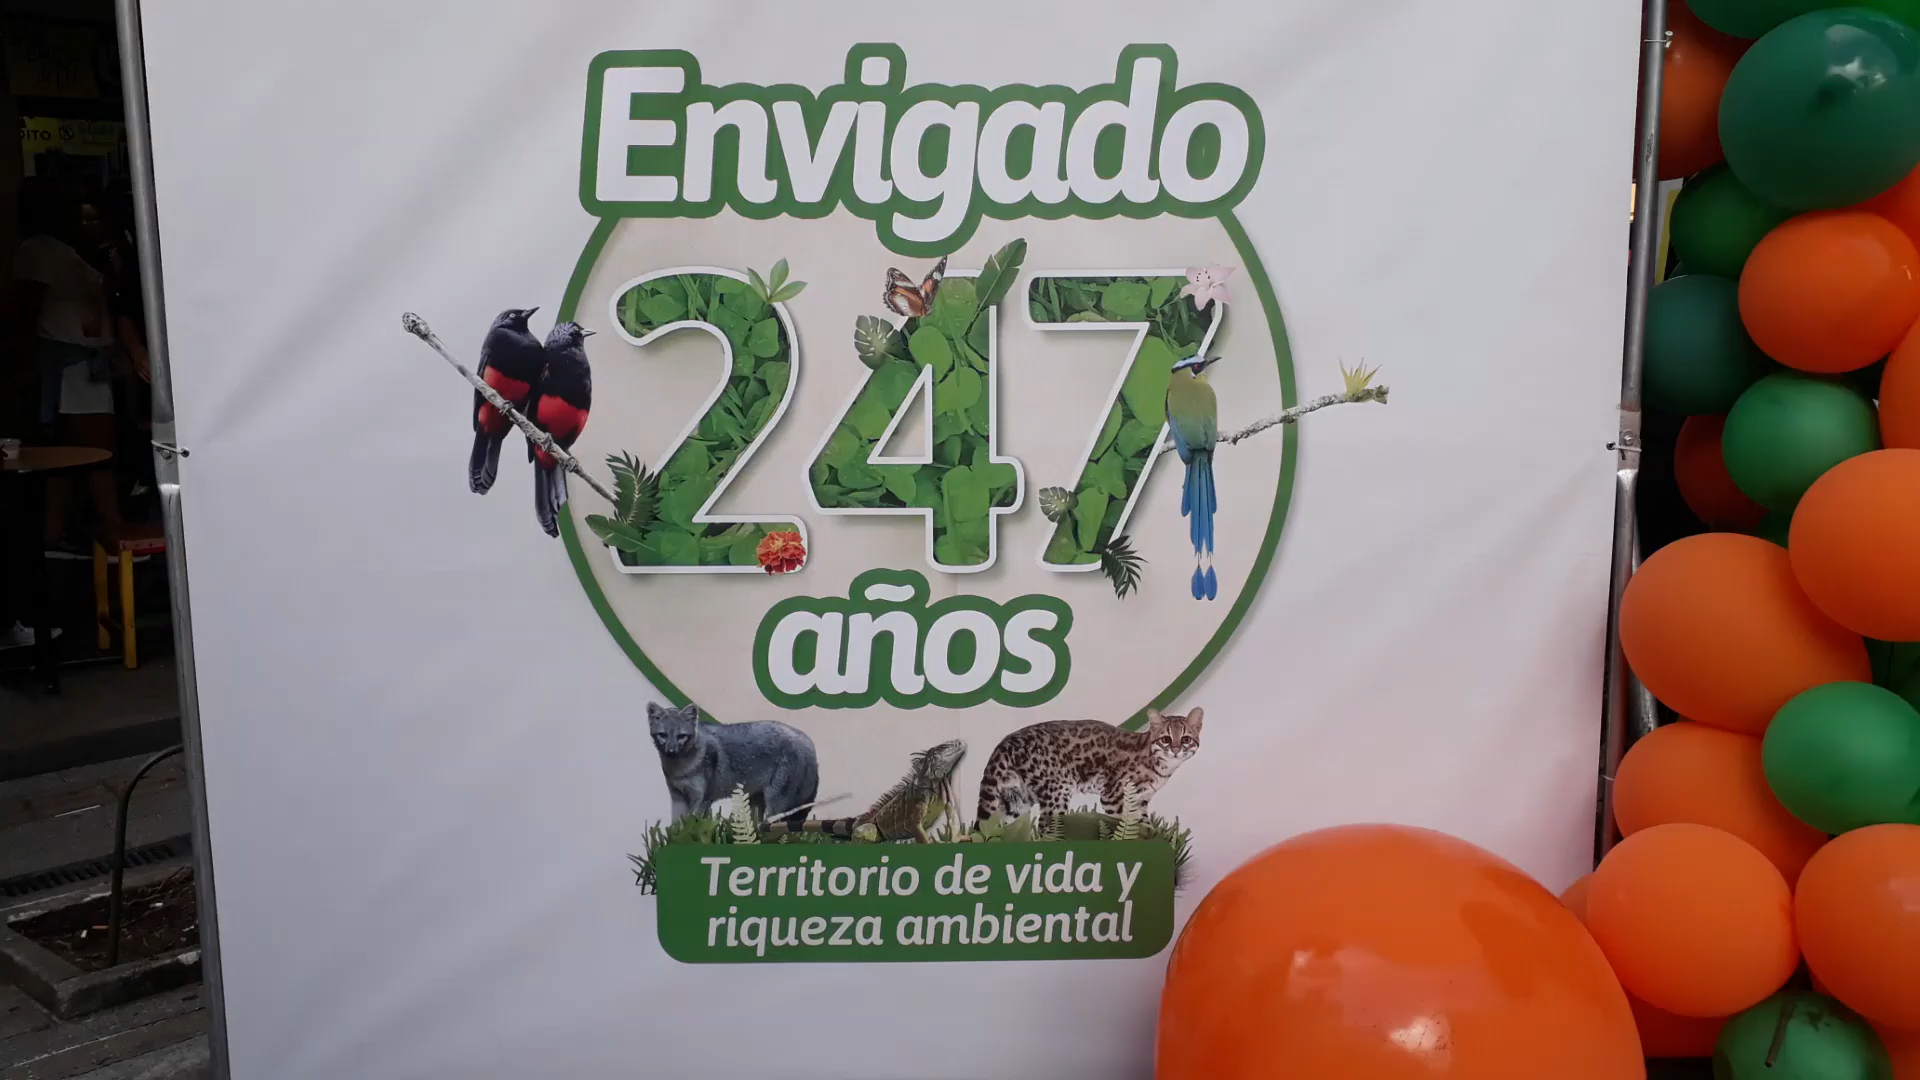 Envigado
247
años
Territorio de vida y
riqueza ambiental